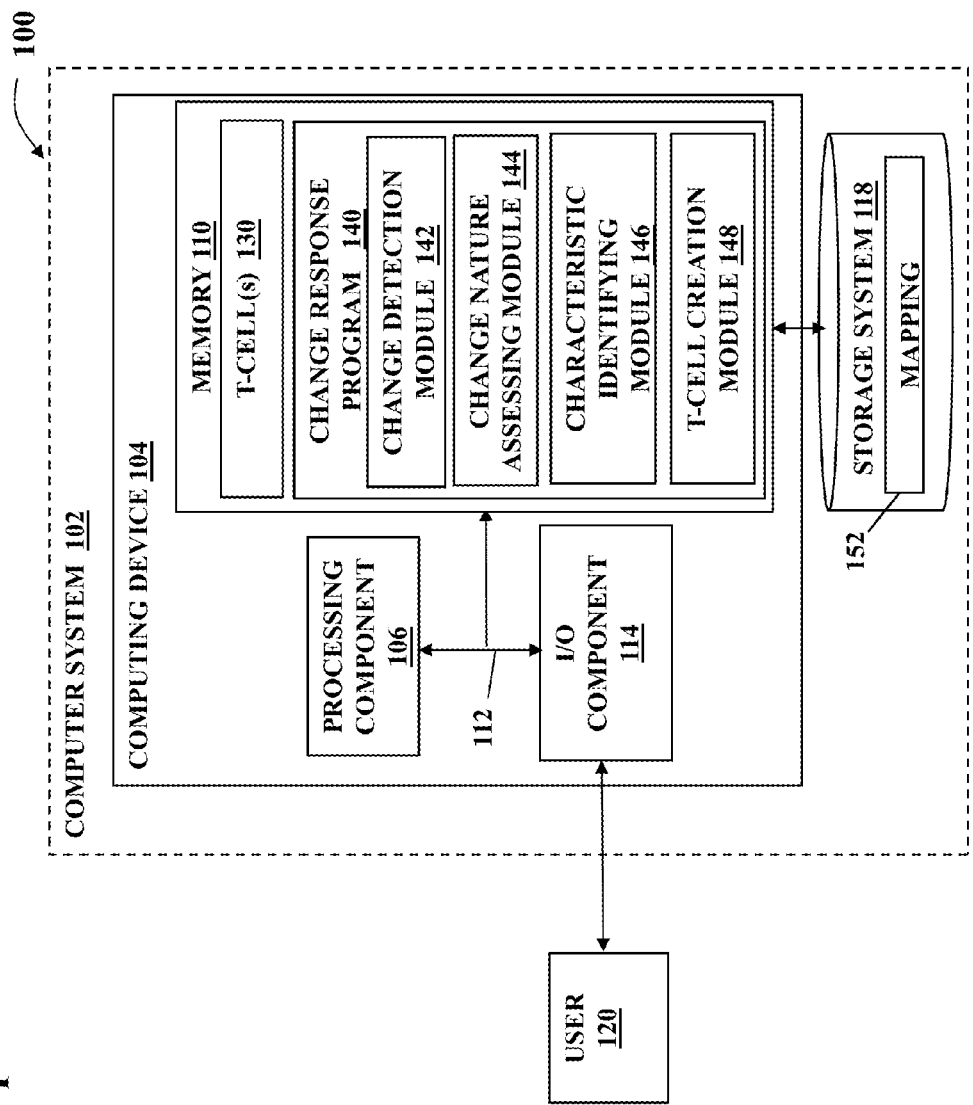 100
COMPUTER SYSTEM 102
COMPUTING DEVICE 104
MEMORY 110
T-CELL(S) 130
CHANGE RESPONSE
PROGRAM 140
CHANGE DETECTION
MODULE 142
CHANGE NATURE
ASSESSING MODULE 144
CHARACTERISTIC
IDENTIFYING
MODULE 146
T-CELL CREATION
MODULE 148
PROCESSING
COMPONENT
106
112
I/O
COMPONENT
114
STORAGE SYSTEM 118
MAPPING
152
USER
120